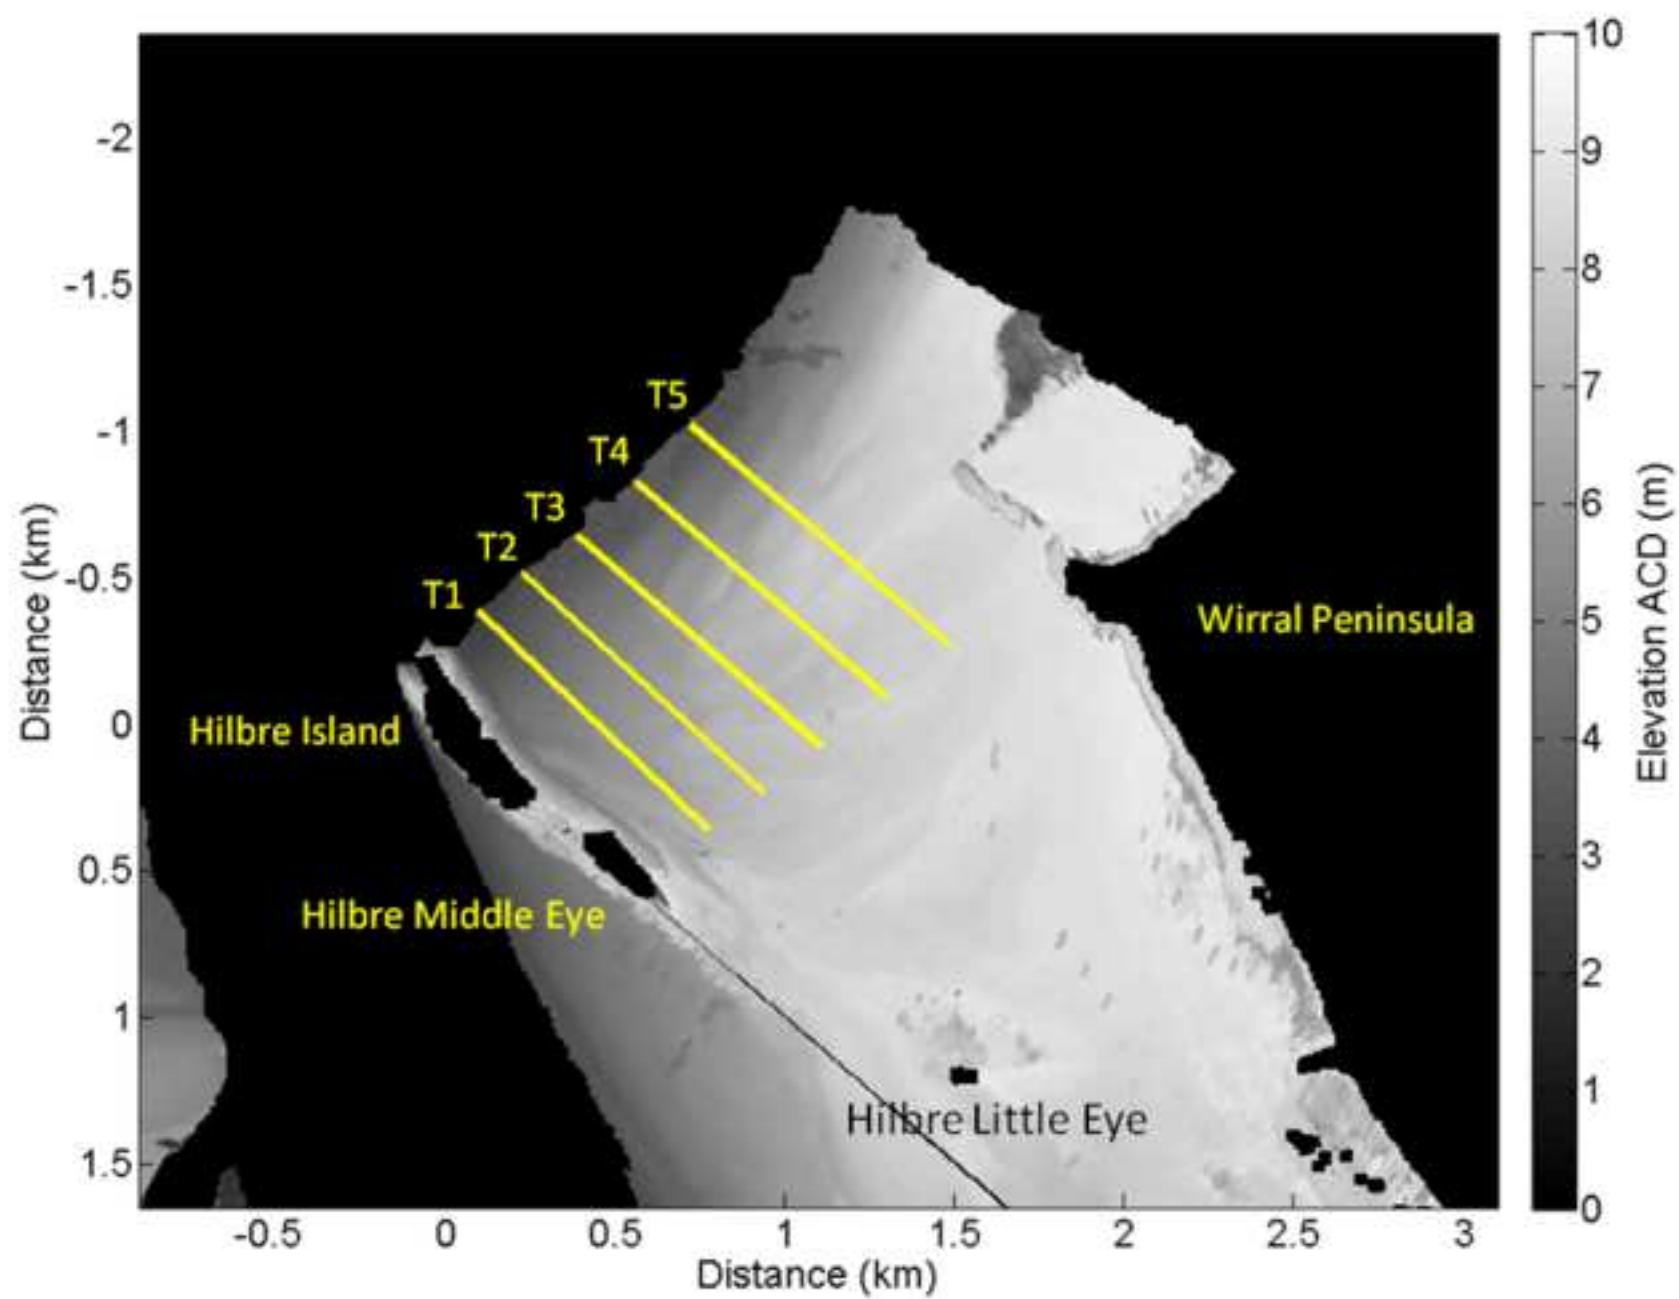 -2
-1.5
-1
-0.5
0
0.5
1
1.5
Distance (km)
T5
T4
T3
T2
T1
Hilbre Island
Hilbre Middle Eye
Hilbre Little Eye
Wirral Peninsula
-0.5
0
0.5
1
1.5
2
2.5
3
Distance (km)
10
9
8
7
6
5
4
3
2
1
0
Elevation ACD (m)